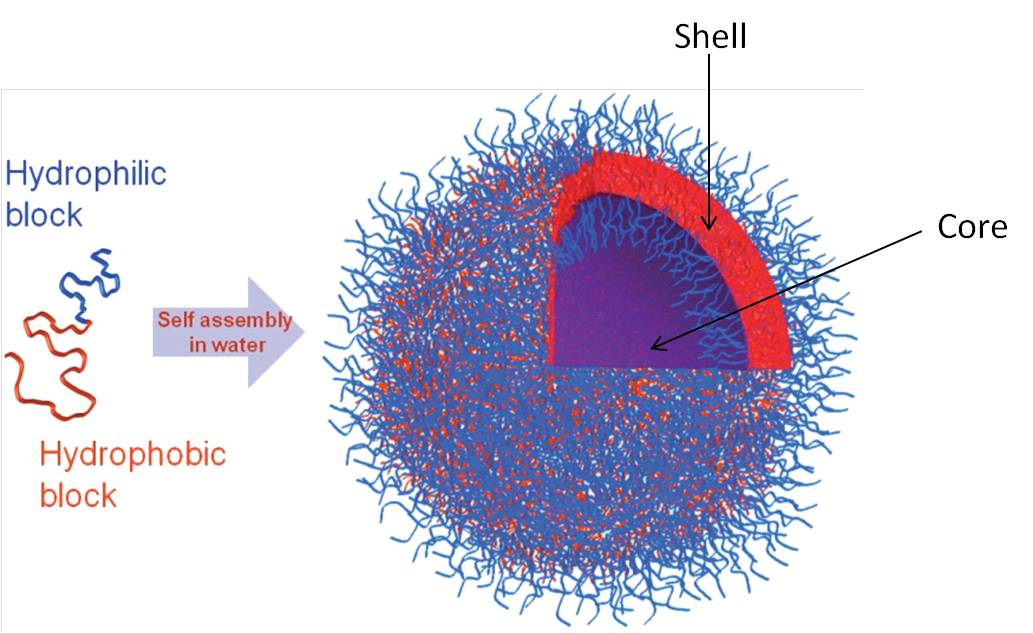 Shell
Hydrophilic
block
Core
Self assembly
in water
Hydrophobic
block